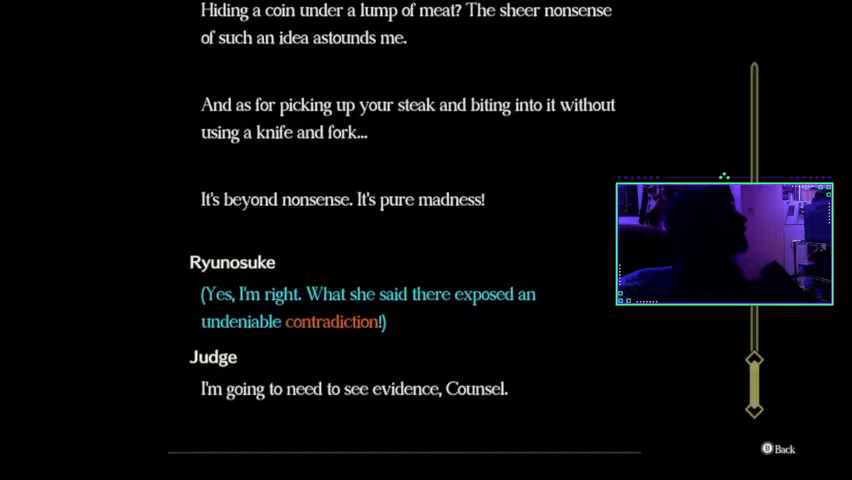 Hiding a coin under a lump of meat? The sheer nonsense
of such an idea astounds me.
And as for picking up your steak and biting into it without
using a knife and fork...
It's beyond nonsense. It's pure madness!
Ryunosuke
(Yes, I'm right. What she said there exposed an
undeniable contradiction!)
Judge
I'm going to need to see evidence, Counsel.
B Back